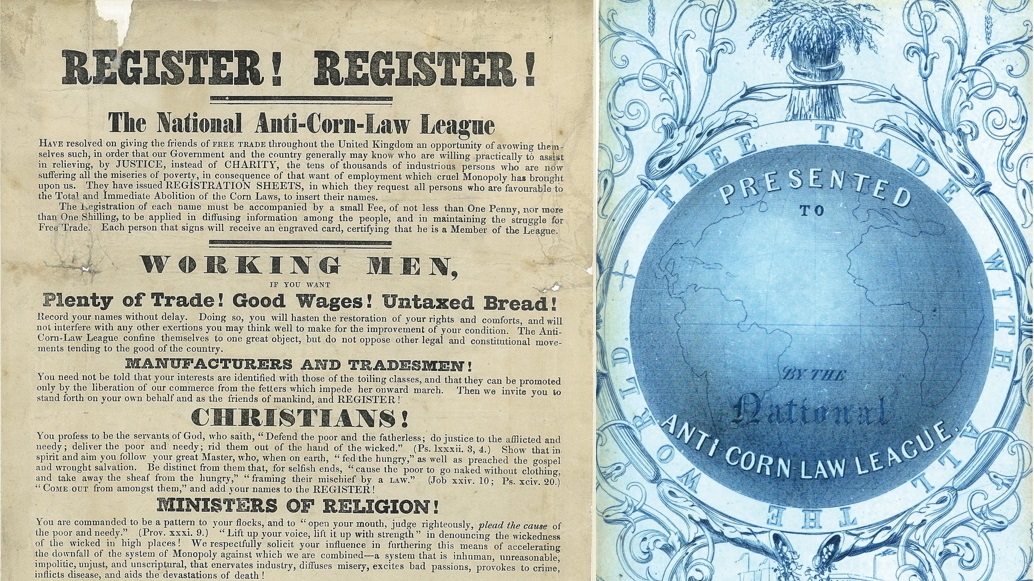 REGISTER! REGISTER!
The National Anti-Corn-Law League
HAVE resolved on giving the friends of FREE TRADE throughout the United Kingdom an opportunity of avowing them-
selves such, in order that our Government and the country generally may know who are willing practically to assist
in relieving, by JUSTICE, instead of CHARITY, the tens of thousands of industrious persons who are now
suffering all the miseries of poverty, in consequence of that want of employment which cruel Monopoly has brought
upon us. They have issued REGISTRATION SHEETS, in which they request all persons who are favourable to
the Total and Immediate Abolition of the Corn Laws, to insert their names.
The Registration of each name must be accompanied by a small Fee, of not less than One Penny, nor more
than One Shilling, to be applied in diffusing information among the people, and in maintaining the struggle for
Free Trade. Each person that signs will receive an engraved card, certifying that he is a Member of the League.
WORKING MEN,
IF YOU WANT
Plenty of Trade! Good Wages! Untaxed Bread!
Record your names without delay. Doing so, you will hasten the restoration of your rights and comforts, and will
not interfere with any other exertions you may think well to make for the improvement of your condition. The Anti-
Corn-Law League confine themselves to one great object, but do not oppose other legal and constitutional move-
ments tending to the good of the country.
MANUFACTURERS AND TRADESMEN!
You need not be told that your interests are identified with those of the toiling classes, and that they can be promoted
only by the liberation of our commerce from the fetters which impede her onward march. Then we invite you to
stand forth on your own behalf and as the friends of mankind, and REGISTER!
CHRISTIANS!
You profess to be the servants of God, who saith, "Defend the poor and the fatherless; do justice to the afflicted and
needy; deliver the poor and needy; rid them out of the hand of the wicked." (Ps. lxxxii. 3, 4.) Show that in
spirit and aim you follow your great Master, who, when on earth, "fed the hungry," as well as preached the gospel
and wrought salvation. Be distinct from them that, for selfish ends, "cause the poor to go naked without clothing,
and take away the sheaf from the hungry," "framing their mischief by a LAW." (Job xxiv. 10; Ps. xciv. 20.)
"COME OUT from amongst them," and add your names to the REGISTER!
MINISTERS OF RELIGION!
You are commanded to be a pattern to your flocks, and to "open your mouth, judge righteously, plead the cause of
the poor and needy." (Prov. xxxi. 9.) "Lift up your voice, lift it up with strength" in denouncing the wickedness
of the wicked in high places! We respectfully solicit your influence in furthering this means of accelerating
the downfall of the system of Monopoly against which we are combined—a system that is inhuman, unreasonable,
impolitic, unjust, and unscriptural, that enervates industry, diffuses misery, excites bad passions, provokes to crime,
inflicts disease, and aids the devastations of death!
FREE TRADE WITH ALL THE WORLD.
PRESENTED
TO
BY THE
National
ANTI CORN LAW LEAGUE.